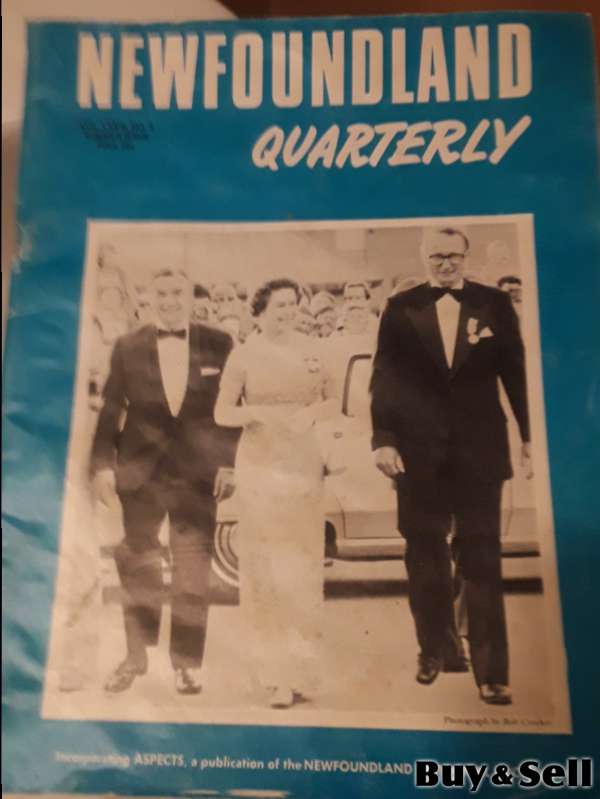 NEWFOUNDLAND
QUARTERLY
Photograph by Bob Crocker
Incorporating ASPECTS, a publication of the NEWFOUNDLAND
Buy & Sell